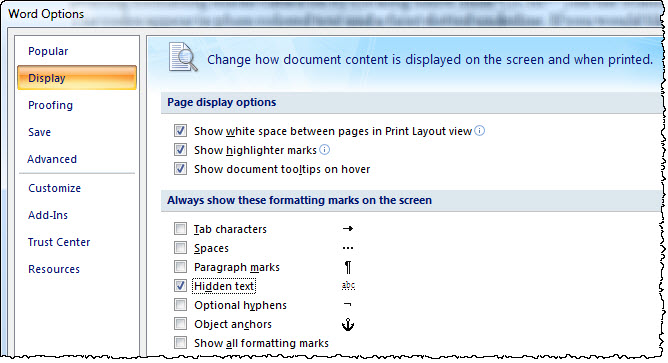 Word Options
Popular
Display
Proofing
Save
Advanced
Customize
Add-Ins
Trust Center
Resources
Change how document content is displayed on the screen and when printed.
Page display options
Show white space between pages in Print Layout view
Show highlighter marks
Show document tooltips on hover
Always show these formatting marks on the screen
Tab characters →
Spaces ···
Paragraph marks ¶
Hidden text abc
Optional hyphens ¬
Object anchors
Show all formatting marks